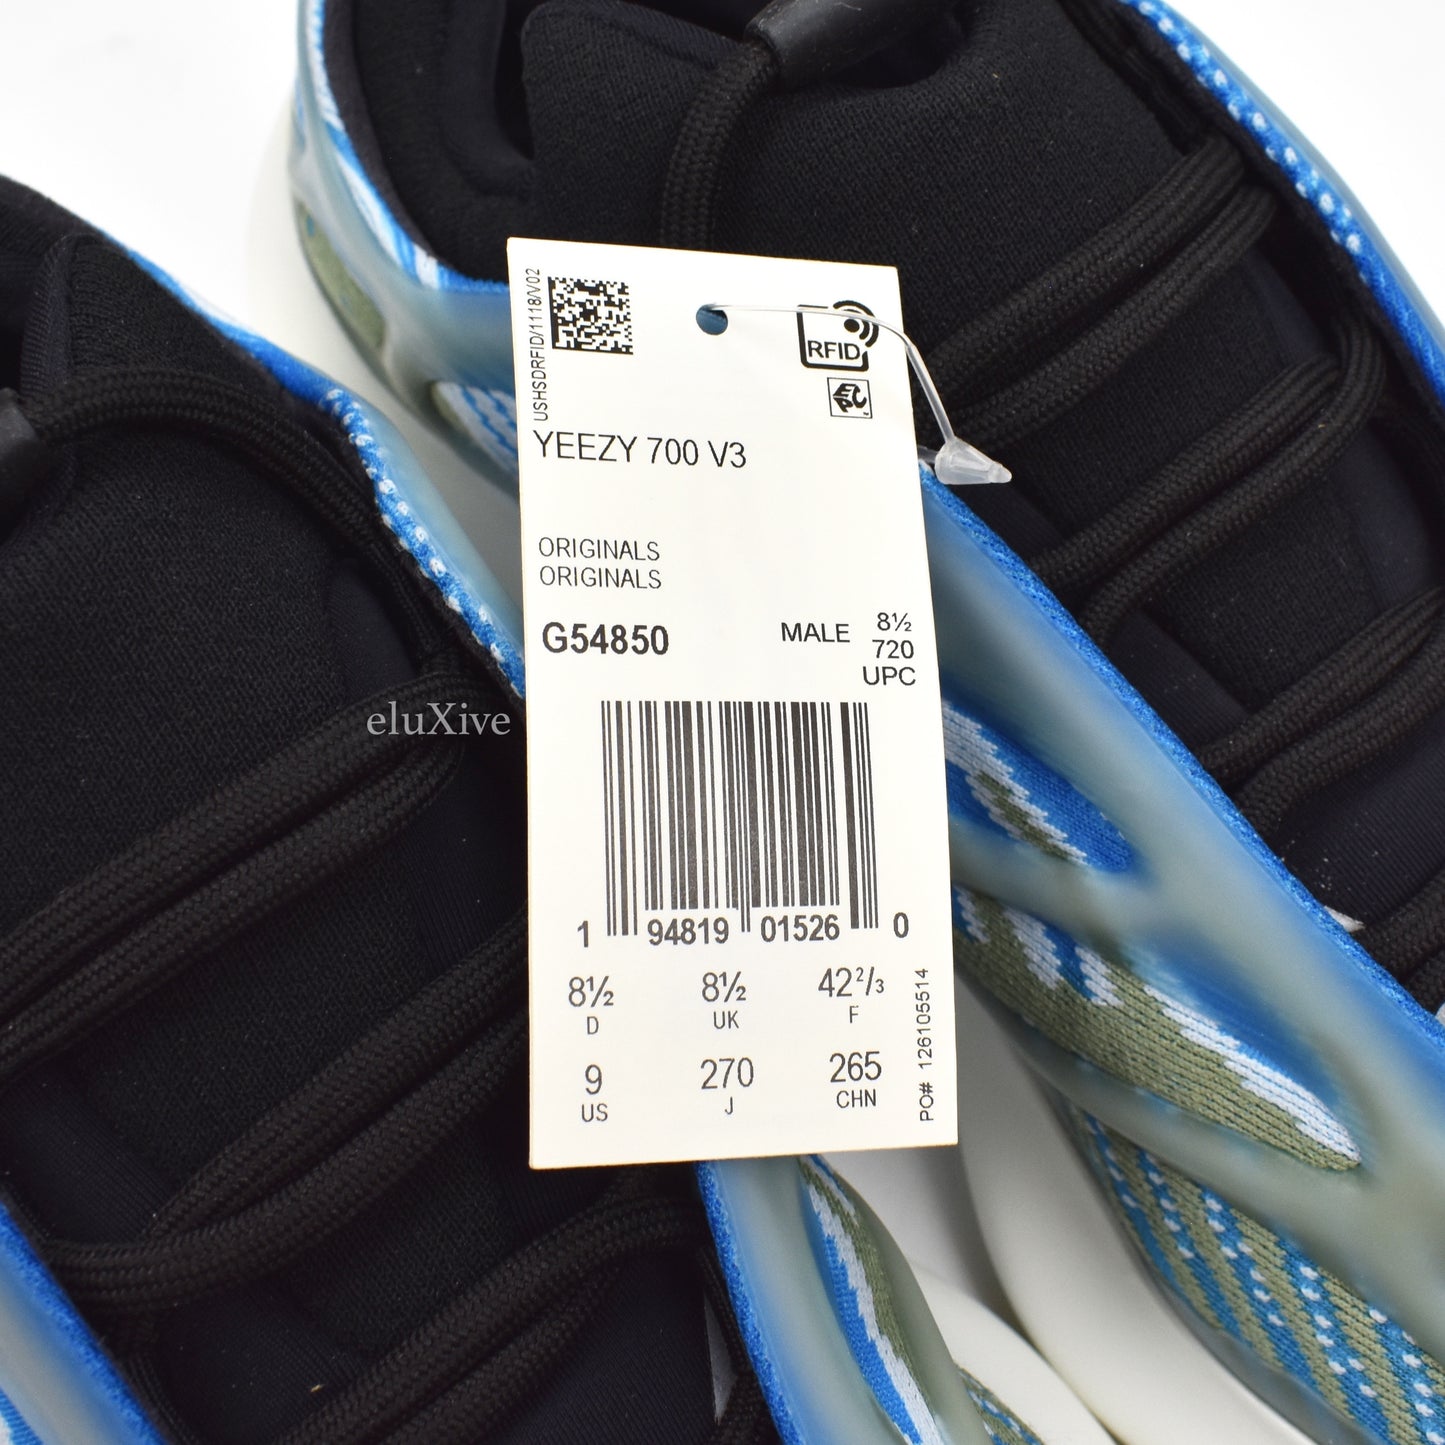 USHSDRFID/1118/V02
RFID
EPC
YEEZY 700 V3
ORIGINALS
ORIGINALS
G54850
MALE 8½
720
UPC
eluXive
1 94819 01526 0
8½ 8½ 42²/₃
D UK F
9 270 265
US J CHN
PO# 126105514